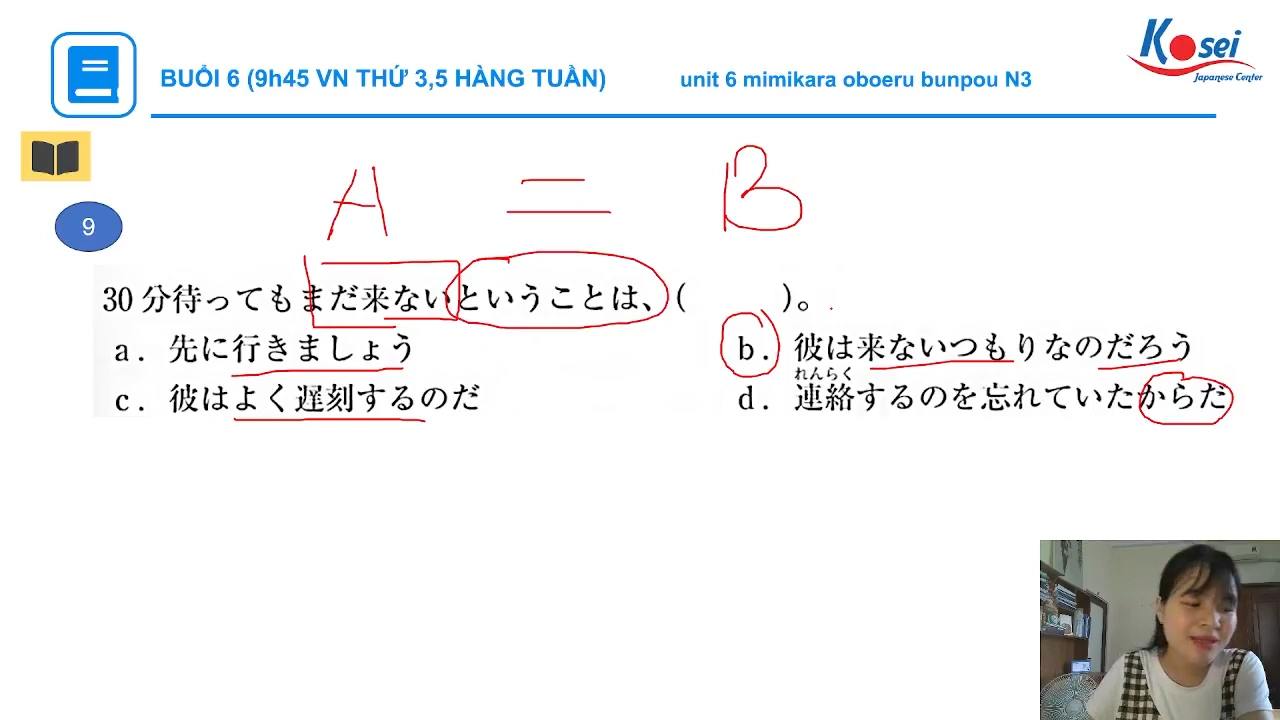 Kosei
Japanese Center
BUỔI 6 (9h45 VN THỨ 3,5 HÀNG TUẦN) unit 6 mimikara oboeru bunpou N3
A = B
9
30分待ってもまだ来ないということは、( )。
a. 先に行きましょう
b. 彼は来ないつもりなのだろう
c. 彼はよく遅刻するのだ
れんらく
d. 連絡するのを忘れていたからだ